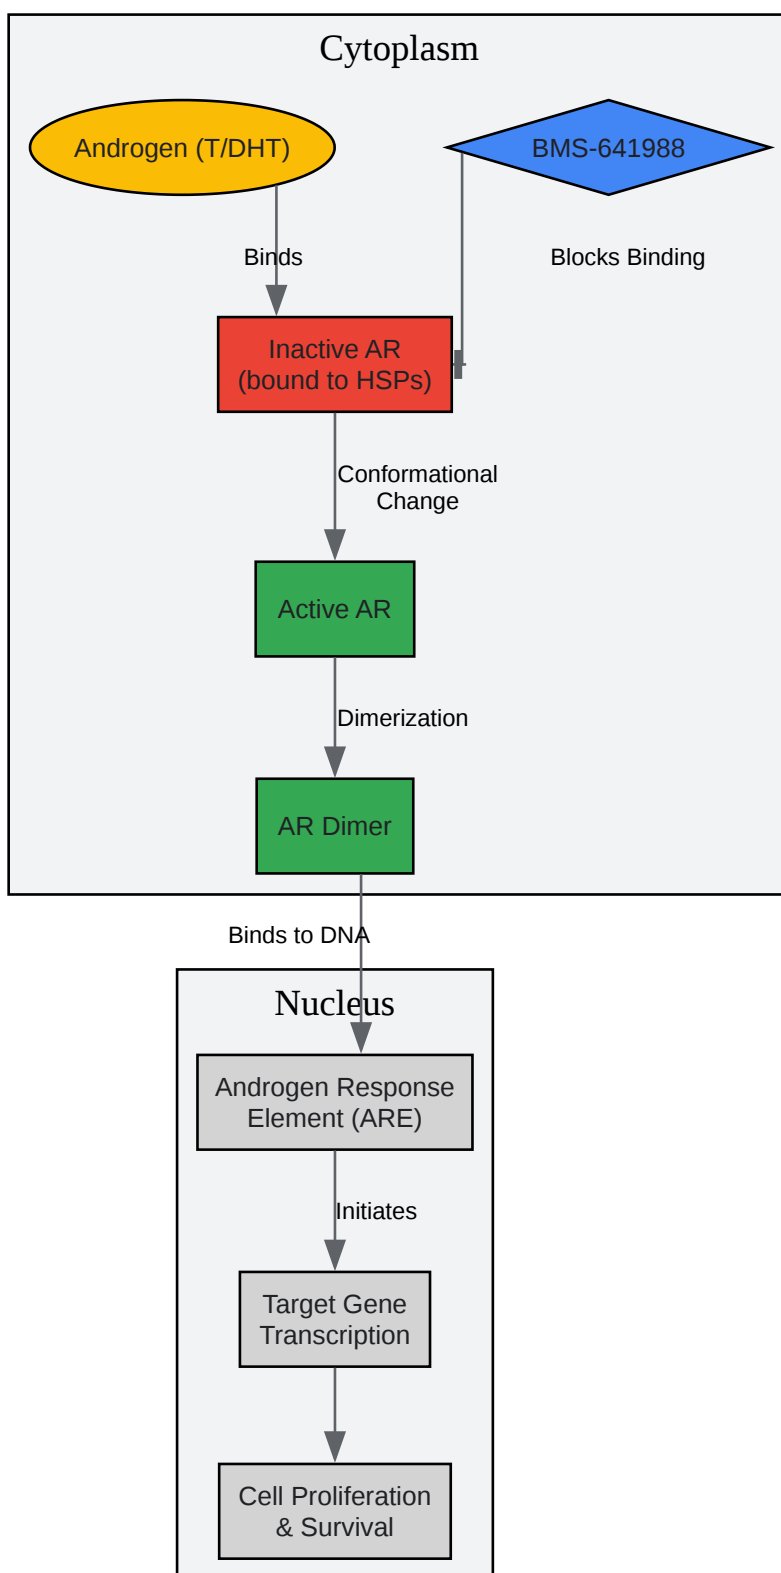 Cytoplasm
Androgen (T/DHT)
BMS-641988
Binds
Blocks Binding
Inactive AR
(bound to HSPs)
Conformational
Change
Active AR
Dimerization
AR Dimer
Binds to DNA
Nucleus
Androgen Response
Element (ARE)
Initiates
Target Gene
Transcription
Cell Proliferation
& Survival